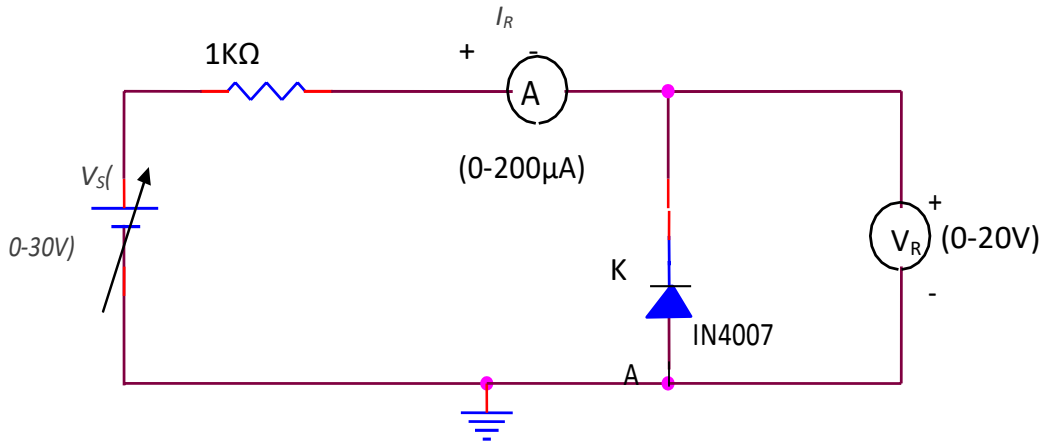 I_R
1KΩ
+ -
A
(0-200µA)
V_S(
0-30V)
+
V_R (0-20V)
-
K
IN4007
A